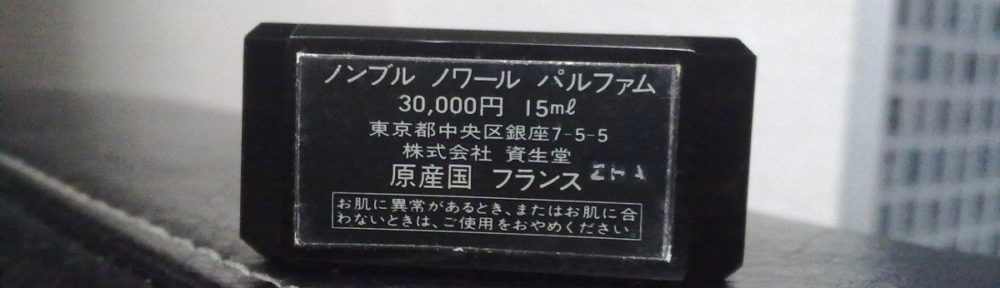 ノンブル ノワール パルファム
30,000円 15ml
東京都中央区銀座7-5-5
株式会社 資生堂
原産国 フランス
お肌に異常があるとき、またはお肌に合
わないときは、ご使用をおやめください。